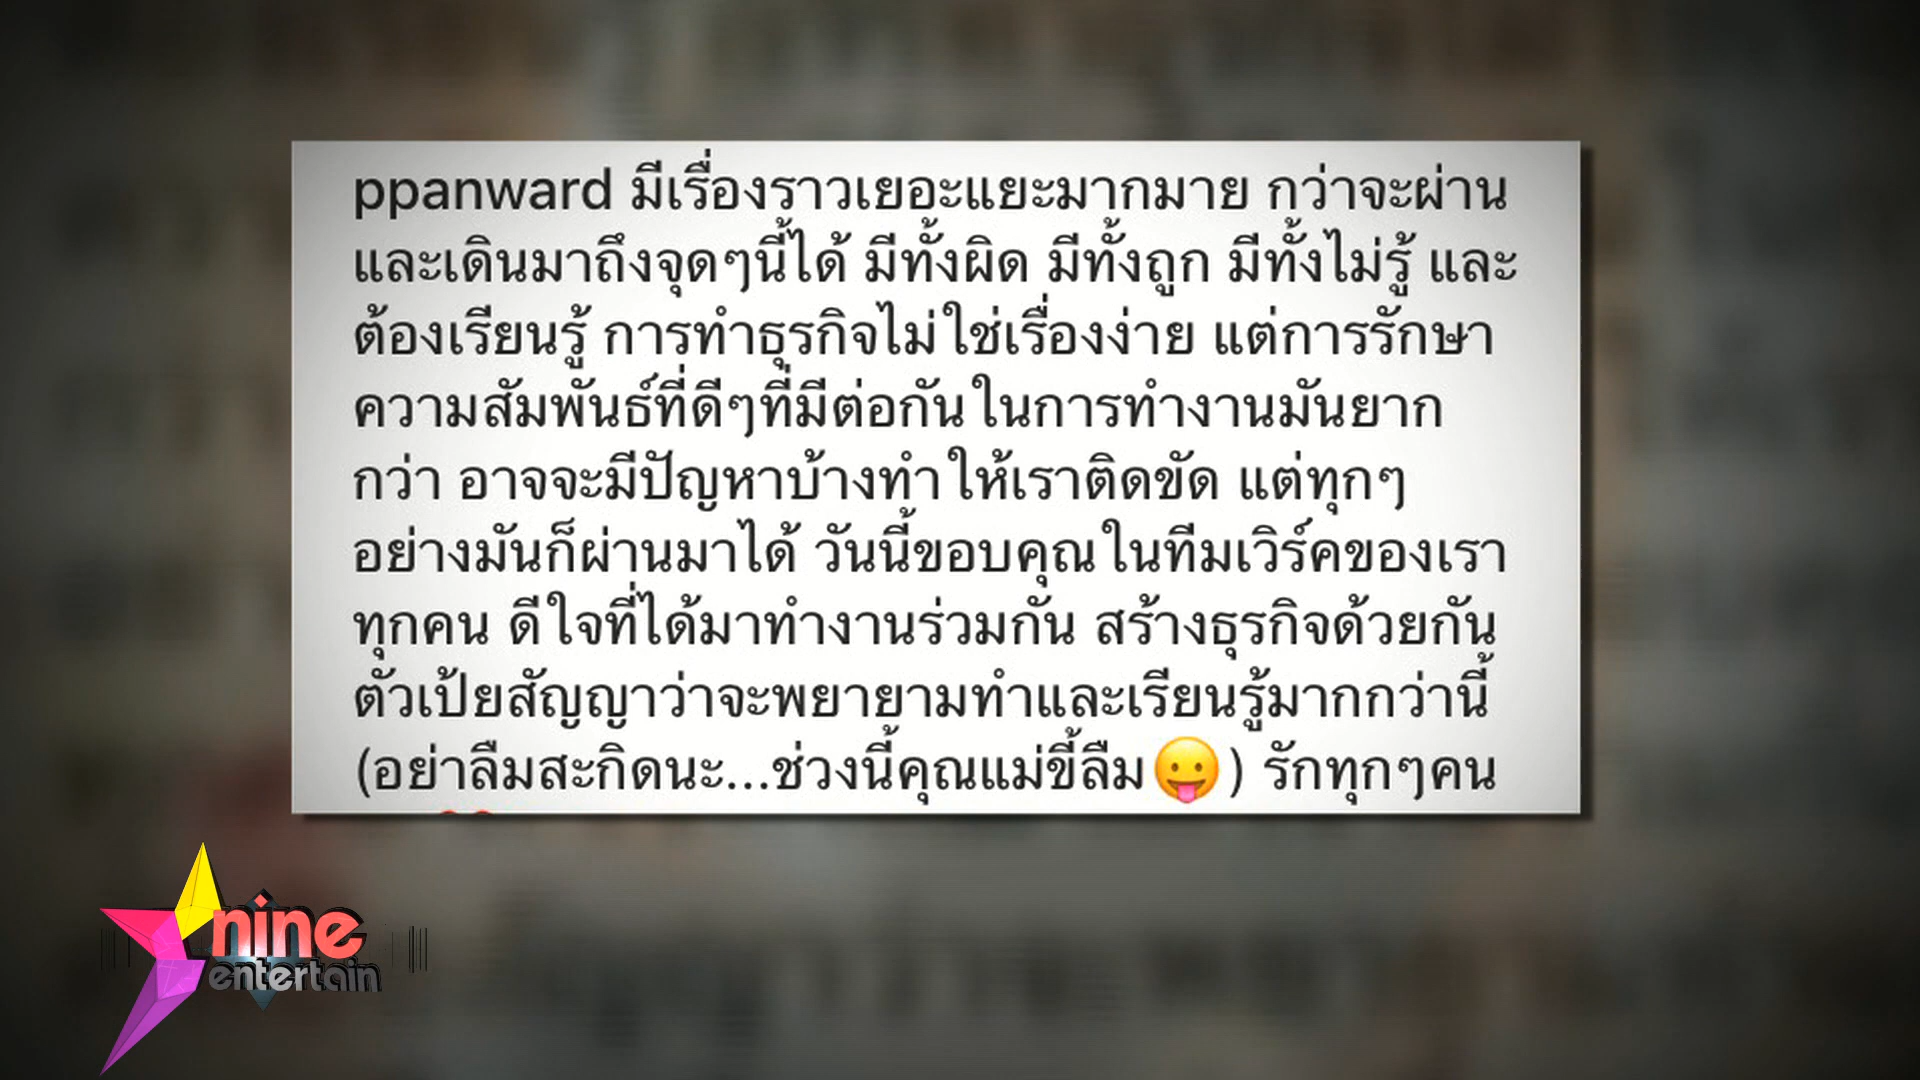 ppanward มีเรื่องราวเยอะแยะมากมาย กว่าจะผ่าน
และเดินมาถึงจุดๆนี้ได้ มีทั้งผิด มีทั้งถูก มีทั้งไม่รู้ และ
ต้องเรียนรู้ การทำธุรกิจไม่ใช่เรื่องง่าย แต่การรักษา
ความสัมพันธ์ที่ดีๆที่มีต่อกันในการทำงานมันยาก
กว่า อาจจะมีปัญหาบ้างทำให้เราติดขัด แต่ทุกๆ
อย่างมันก็ผ่านมาได้ วันนี้ขอบคุณในทีมเวิร์คของเรา
ทุกคน ดีใจที่ได้มาทำงานร่วมกัน สร้างธุรกิจด้วยกัน
ตัวเป้ยสัญญาว่าจะพยายามทำและเรียนรู้มากกว่านี้
(อย่าลืมสะกิดนะ...ช่วงนี้คุณแม่ขี้ลืม😛) รักทุกๆคน
nine
entertain